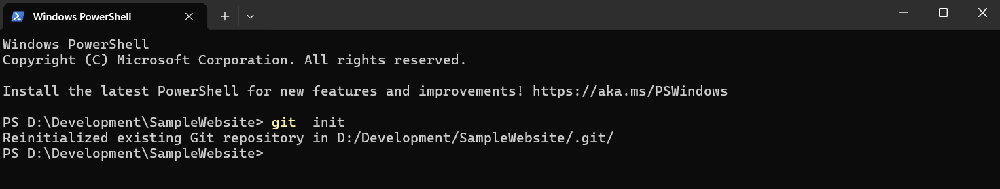 Windows PowerShell
Windows PowerShell
Copyright (C) Microsoft Corporation. All rights reserved.
Install the latest PowerShell for new features and improvements! https://aka.ms/PSWindows
PS D:\Development\SampleWebsite> git  init
Reinitialized existing Git repository in D:/Development/SampleWebsite/.git/
PS D:\Development\SampleWebsite>